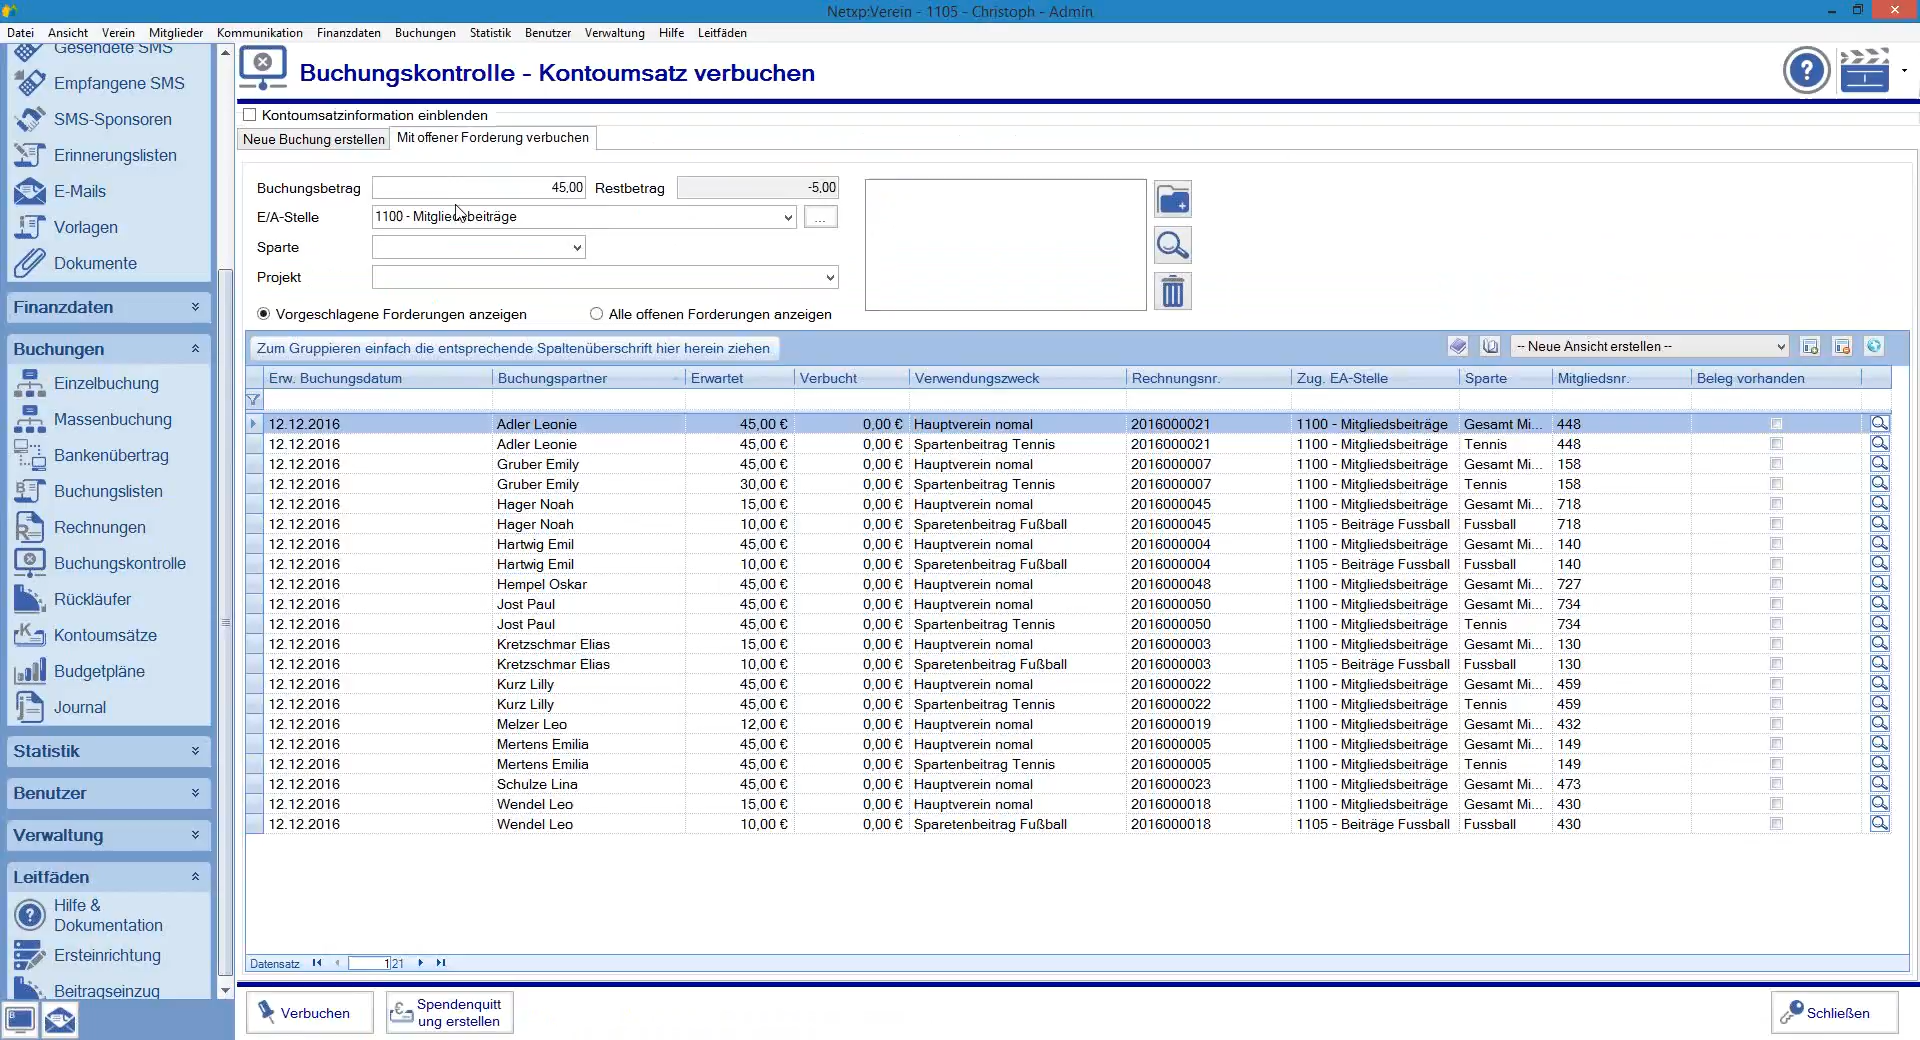 Netxp:Verein - 1105 - Christoph - Admin
Datei Ansicht Verein Mitglieder Kommunikation Finanzdaten Buchungen Statistik Benutzer Verwaltung Hilfe Leitfäden
Gesendete SMS
Empfangene SMS
SMS-Sponsoren
Erinnerungslisten
E-Mails
Vorlagen
Dokumente
Finanzdaten
Buchungen
Einzelbuchung
Massenbuchung
Bankenübertrag
Buchungslisten
Rechnungen
Buchungskontrolle
Rückläufer
Kontoumsätze
Budgetpläne
Journal
Statistik
Benutzer
Verwaltung
Leitfäden
Hilfe &
Dokumentation
Ersteinrichtung
Beitragseinzug
Buchungskontrolle - Kontoumsatz verbuchen
Kontoumsatzinformation einblenden
Neue Buchung erstellen Mit offener Forderung verbuchen
Buchungsbetrag 45,00 Restbetrag -5,00
E/A-Stelle 1100 - Mitgliedsbeiträge ...
Sparte
Projekt
Vorgeschlagene Forderungen anzeigen Alle offenen Forderungen anzeigen
Zum Gruppieren einfach die entsprechende Spaltenüberschrift hier herein ziehen -- Neue Ansicht erstellen --
Erw. Buchungsdatum Buchungspartner Erwartet Verbucht Verwendungszweck Rechnungsnr. Zug. EA-Stelle Sparte Mitgliedsnr. Beleg vorhanden
12.12.2016 Adler Leonie 45,00 € 0,00 € Hauptverein nomal 2016000021 1100 - Mitgliedsbeiträge Gesamt Mi... 448
12.12.2016 Adler Leonie 45,00 € 0,00 € Spartenbeitrag Tennis 2016000021 1100 - Mitgliedsbeiträge Tennis 448
12.12.2016 Gruber Emily 45,00 € 0,00 € Hauptverein nomal 2016000007 1100 - Mitgliedsbeiträge Gesamt Mi... 158
12.12.2016 Gruber Emily 30,00 € 0,00 € Spartenbeitrag Tennis 2016000007 1100 - Mitgliedsbeiträge Tennis 158
12.12.2016 Hager Noah 15,00 € 0,00 € Hauptverein nomal 2016000045 1100 - Mitgliedsbeiträge Gesamt Mi... 718
12.12.2016 Hager Noah 10,00 € 0,00 € Sparetenbeitrag Fußball 2016000045 1105 - Beiträge Fussball Fussball 718
12.12.2016 Hartwig Emil 45,00 € 0,00 € Hauptverein nomal 2016000004 1100 - Mitgliedsbeiträge Gesamt Mi... 140
12.12.2016 Hartwig Emil 10,00 € 0,00 € Sparetenbeitrag Fußball 2016000004 1105 - Beiträge Fussball Fussball 140
12.12.2016 Hempel Oskar 45,00 € 0,00 € Hauptverein nomal 2016000048 1100 - Mitgliedsbeiträge Gesamt Mi... 727
12.12.2016 Jost Paul 45,00 € 0,00 € Hauptverein nomal 2016000050 1100 - Mitgliedsbeiträge Gesamt Mi... 734
12.12.2016 Jost Paul 45,00 € 0,00 € Spartenbeitrag Tennis 2016000050 1100 - Mitgliedsbeiträge Tennis 734
12.12.2016 Kretzschmar Elias 15,00 € 0,00 € Hauptverein nomal 2016000003 1100 - Mitgliedsbeiträge Gesamt Mi... 130
12.12.2016 Kretzschmar Elias 10,00 € 0,00 € Sparetenbeitrag Fußball 2016000003 1105 - Beiträge Fussball Fussball 130
12.12.2016 Kurz Lilly 45,00 € 0,00 € Hauptverein nomal 2016000022 1100 - Mitgliedsbeiträge Gesamt Mi... 459
12.12.2016 Kurz Lilly 45,00 € 0,00 € Spartenbeitrag Tennis 2016000022 1100 - Mitgliedsbeiträge Tennis 459
12.12.2016 Melzer Leo 12,00 € 0,00 € Hauptverein nomal 2016000019 1100 - Mitgliedsbeiträge Gesamt Mi... 432
12.12.2016 Mertens Emilia 45,00 € 0,00 € Hauptverein nomal 2016000005 1100 - Mitgliedsbeiträge Gesamt Mi... 149
12.12.2016 Mertens Emilia 45,00 € 0,00 € Spartenbeitrag Tennis 2016000005 1100 - Mitgliedsbeiträge Tennis 149
12.12.2016 Schulze Lina 45,00 € 0,00 € Hauptverein nomal 2016000023 1100 - Mitgliedsbeiträge Gesamt Mi... 473
12.12.2016 Wendel Leo 15,00 € 0,00 € Hauptverein nomal 2016000018 1100 - Mitgliedsbeiträge Gesamt Mi... 430
12.12.2016 Wendel Leo 10,00 € 0,00 € Sparetenbeitrag Fußball 2016000018 1105 - Beiträge Fussball Fussball 430
Datensatz 1 21
Verbuchen
Spendenquitt
ung erstellen
Schließen